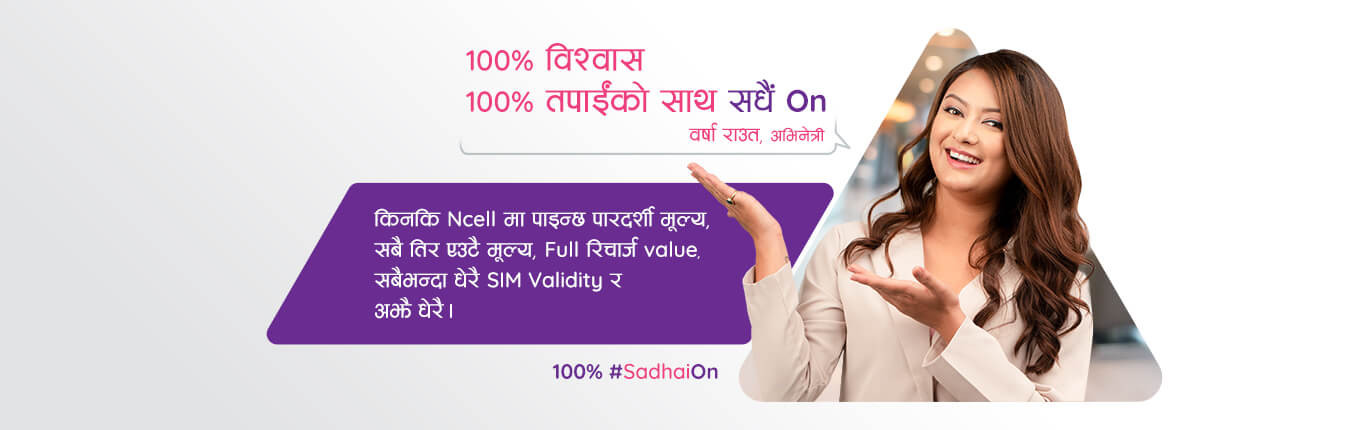 100% विश्वास
100% तपाईंको साथ सधैं On
वर्षा राउत, अभिनेत्री
किनकि Ncell मा पाइन्छ पारदर्शी मूल्य,
सबै तिर एउटै मूल्य, Full रिचार्ज value,
सबैभन्दा धेरै SIM Validity र
अझै धेरै।
100% #SadhaiOn